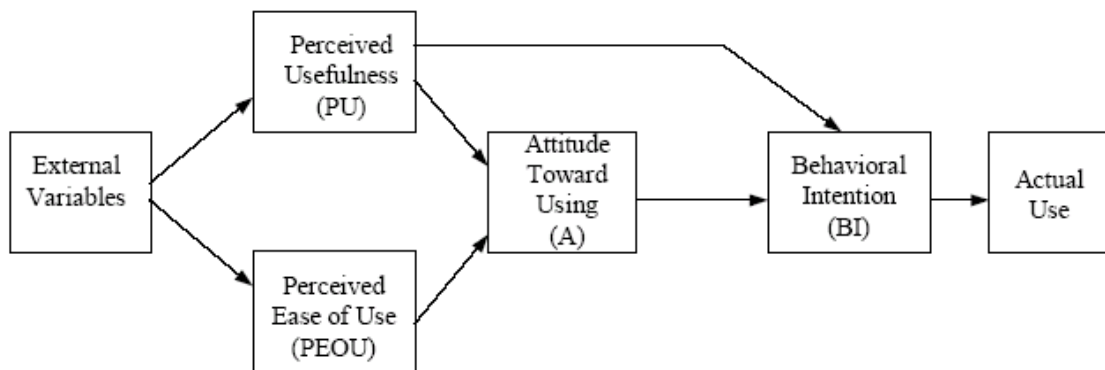 External
Variables
Perceived
Usefulness
(PU)
Perceived
Ease of Use
(PEOU)
Attitude
Toward
Using
(A)
Behavioral
Intention
(BI)
Actual
Use